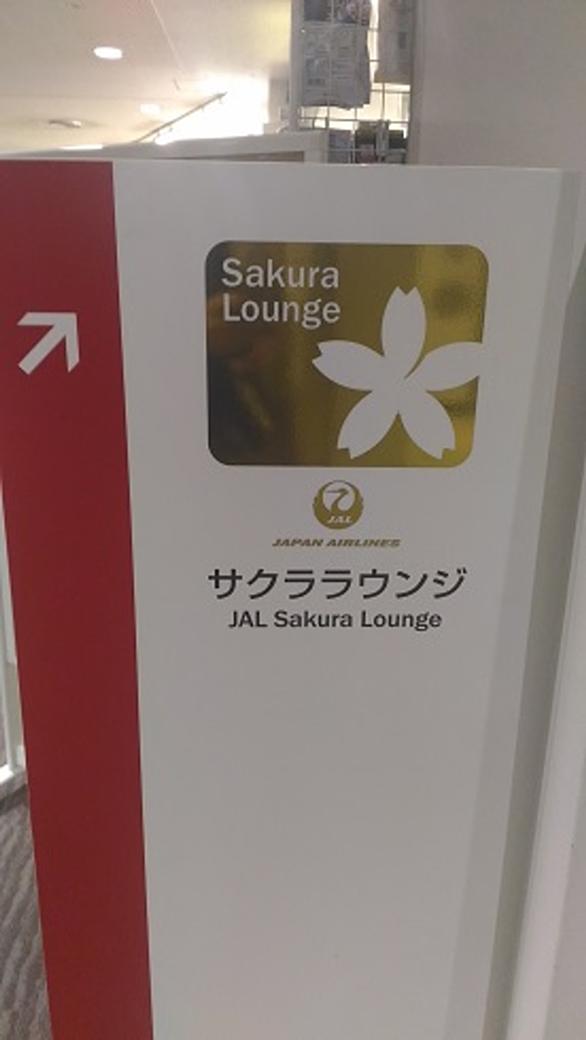 Sakura
Lounge
JAL
JAPAN AIRLINES
サクララウンジ
JAL Sakura Lounge